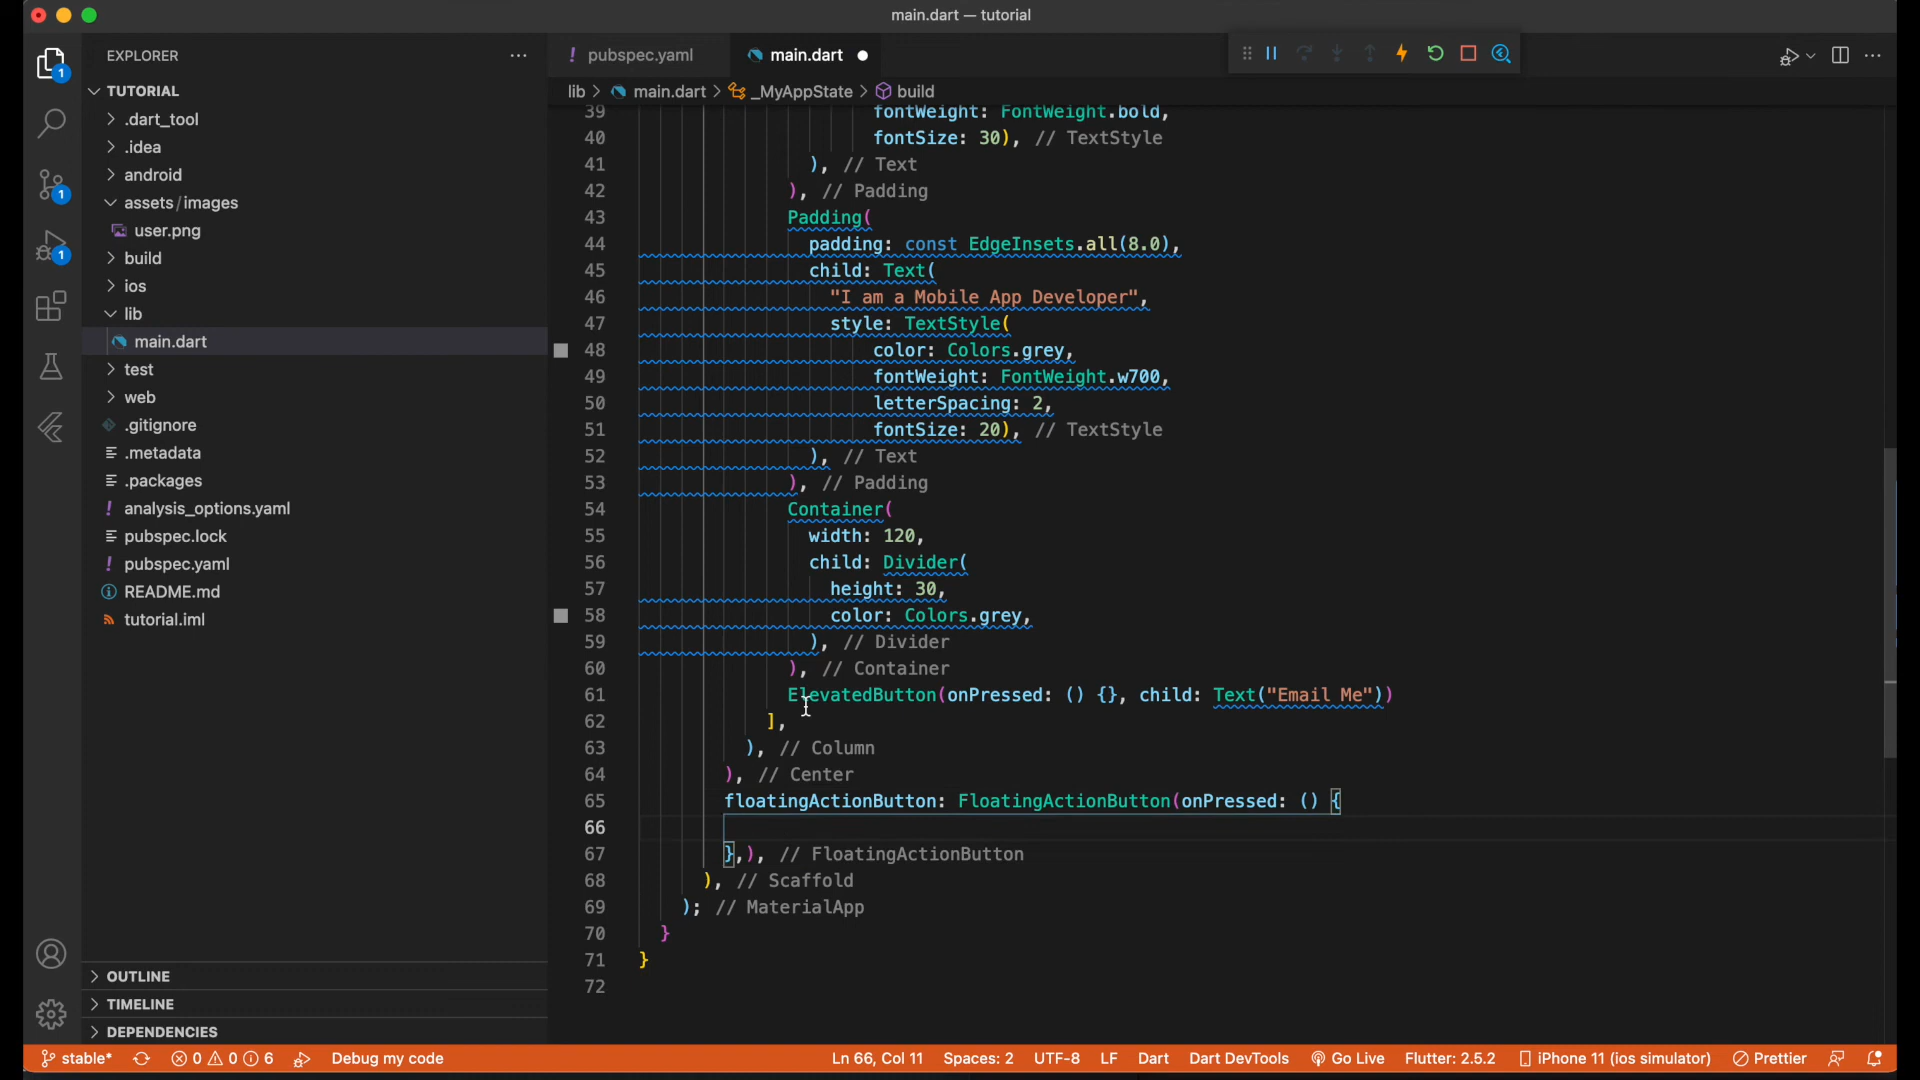 main.dart — tutorial
EXPLORER
TUTORIAL
.dart_tool
.idea
android
assets/images
user.png
build
ios
lib
main.dart
test
web
.gitignore
.metadata
.packages
analysis_options.yaml
pubspec.lock
pubspec.yaml
README.md
tutorial.iml
OUTLINE
TIMELINE
DEPENDENCIES
1
1
1
! pubspec.yaml
main.dart
lib > main.dart > _MyAppState > build
39 fontWeight: FontWeight.bold,
40 fontSize: 30), // TextStyle
41 ), // Text
42 ), // Padding
43 Padding(
44 padding: const EdgeInsets.all(8.0),
45 child: Text(
46 "I am a Mobile App Developer",
47 style: TextStyle(
48 color: Colors.grey,
49 fontWeight: FontWeight.w700,
50 letterSpacing: 2,
51 fontSize: 20), // TextStyle
52 ), // Text
53 ), // Padding
54 Container(
55 width: 120,
56 child: Divider(
57 height: 30,
58 color: Colors.grey,
59 ), // Divider
60 ), // Container
61 ElevatedButton(onPressed: () {}, child: Text("Email Me"))
62 ],
63 ), // Column
64 ), // Center
65 floatingActionButton: FloatingActionButton(onPressed: () {
66
67 },), // FloatingActionButton
68 ), // Scaffold
69 ); // MaterialApp
70 }
71 }
72
stable* 0 0 6 Debug my code Ln 66, Col 11 Spaces: 2 UTF-8 LF Dart Dart DevTools Go Live Flutter: 2.5.2 iPhone 11 (ios simulator) Prettier